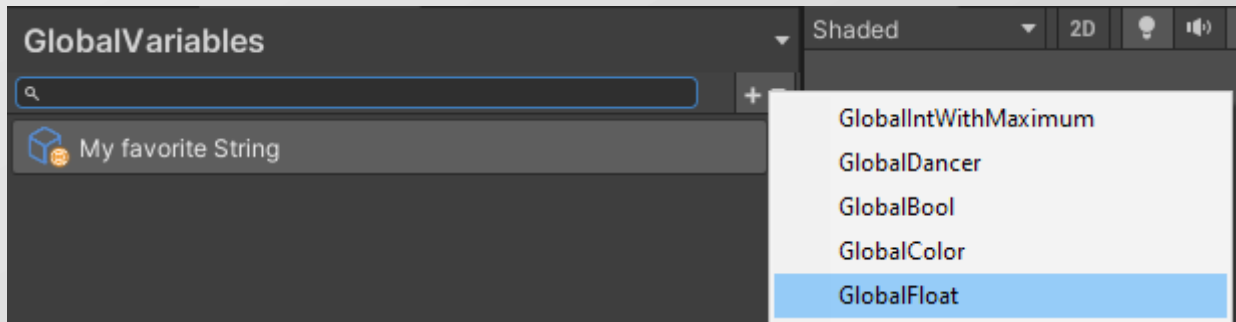 GlobalVariables
Shaded 2D
+
My favorite String
GlobalIntWithMaximum
GlobalDancer
GlobalBool
GlobalColor
GlobalFloat